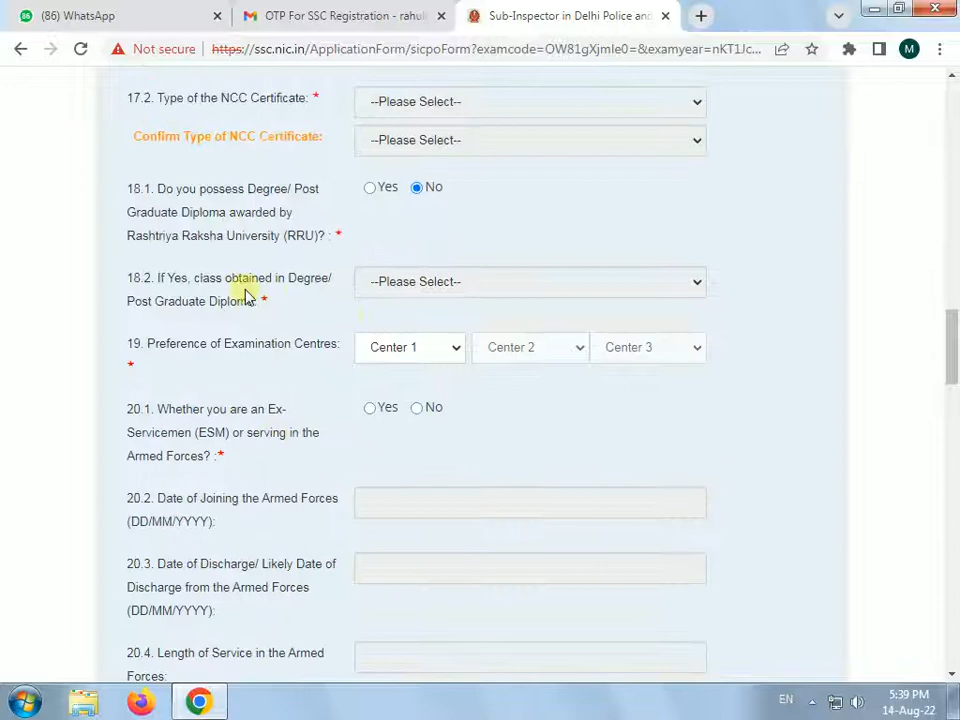 (86) WhatsApp
OTP For SSC Registration - rahul
Sub-Inspector in Delhi Police and
Not secure
https://ssc.nic.in/ApplicationForm/sicpoForm?examcode=OW81gXjmIe0=&examyear=nKT1Jc...
M
17.2. Type of the NCC Certificate: *
--Please Select--
Confirm Type of NCC Certificate:
--Please Select--
18.1. Do you possess Degree/ Post
Graduate Diploma awarded by
Rashtriya Raksha University (RRU)? : *
Yes No
18.2. If Yes, class obtained in Degree/
Post Graduate Diploma: *
--Please Select--
19. Preference of Examination Centres:
*
Center 1 Center 2 Center 3
20.1. Whether you are an Ex-
Servicemen (ESM) or serving in the
Armed Forces? :*
Yes No
20.2. Date of Joining the Armed Forces
(DD/MM/YYYY):
20.3. Date of Discharge/ Likely Date of
Discharge from the Armed Forces
(DD/MM/YYYY):
20.4. Length of Service in the Armed
Forces:
EN
5:39 PM
14-Aug-22